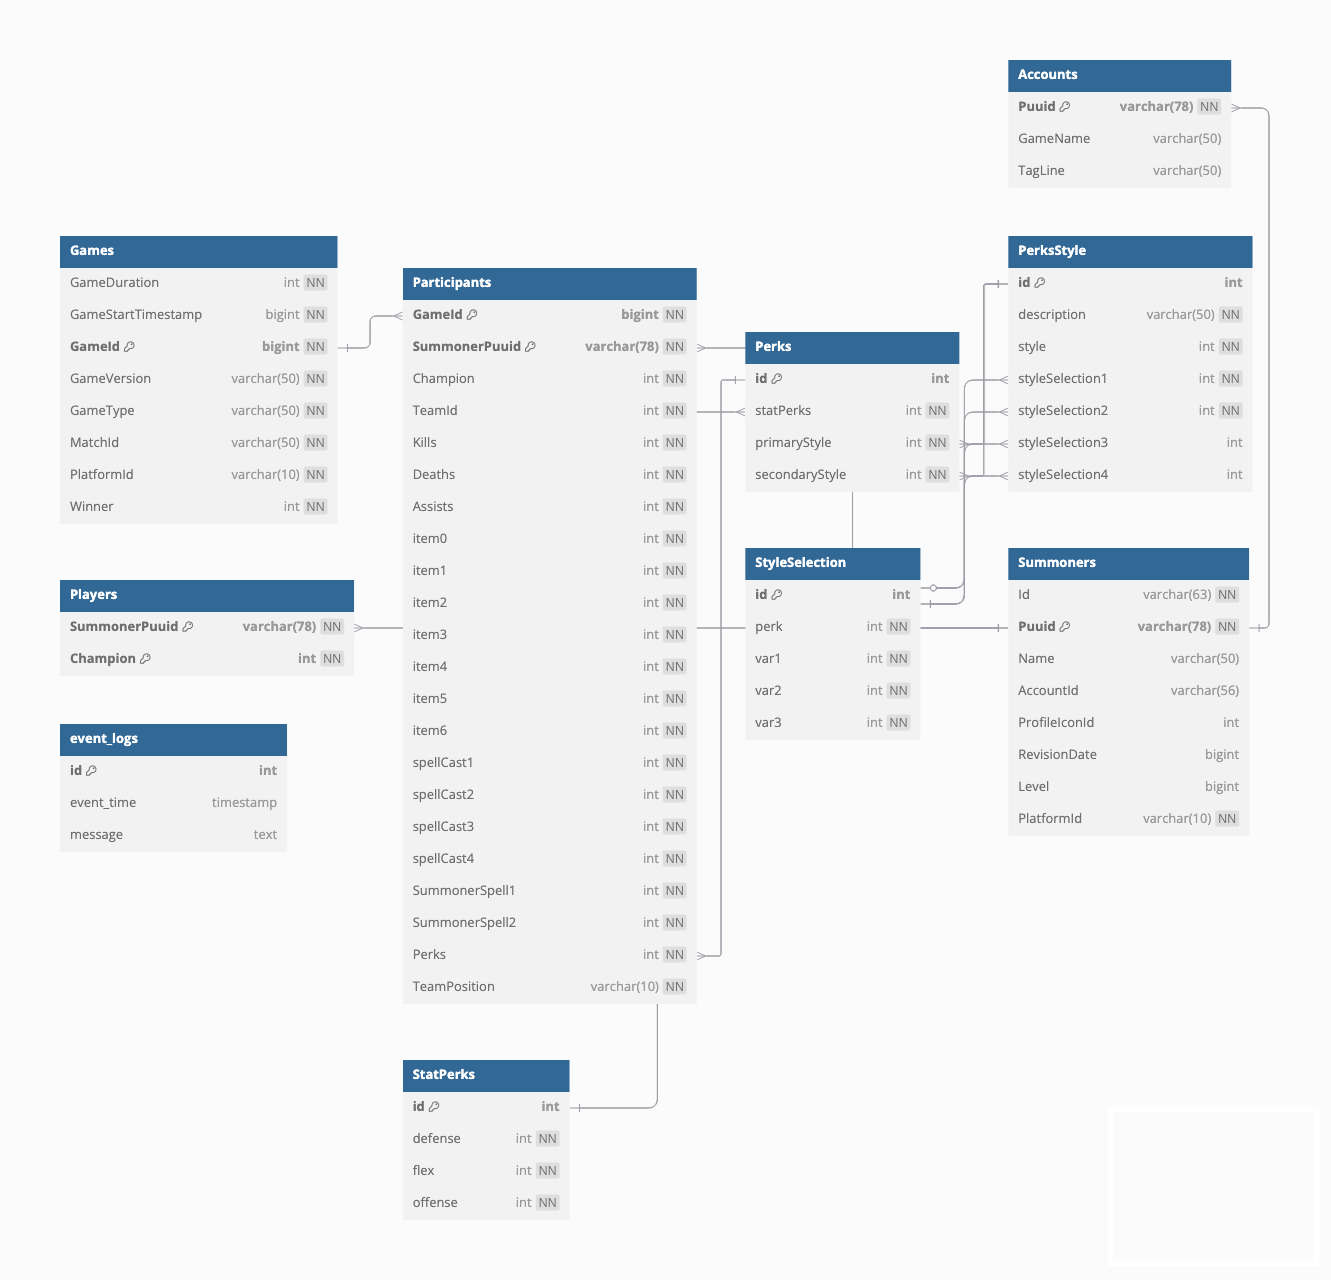 Accounts
Puuid varchar(78) NN
GameName varchar(50)
TagLine varchar(50)
Games
GameDuration int NN
GameStartTimestamp bigint NN
GameId bigint NN
GameVersion varchar(50) NN
GameType varchar(50) NN
MatchId varchar(50) NN
PlatformId varchar(10) NN
Winner int NN
Participants
GameId bigint NN
SummonerPuuid varchar(78) NN
Champion int NN
TeamId int NN
Kills int NN
Deaths int NN
Assists int NN
item0 int NN
item1 int NN
item2 int NN
item3 int NN
item4 int NN
item5 int NN
item6 int NN
spellCast1 int NN
spellCast2 int NN
spellCast3 int NN
spellCast4 int NN
SummonerSpell1 int NN
SummonerSpell2 int NN
Perks int NN
TeamPosition varchar(10) NN
Perks
id int
statPerks int NN
primaryStyle int NN
secondaryStyle int NN
PerksStyle
id int
description varchar(50) NN
style int NN
styleSelection1 int NN
styleSelection2 int NN
styleSelection3 int
styleSelection4 int
Players
SummonerPuuid varchar(78) NN
Champion int NN
StyleSelection
id int
perk int NN
var1 int NN
var2 int NN
var3 int NN
Summoners
Id varchar(63) NN
Puuid varchar(78) NN
Name varchar(50)
AccountId varchar(56)
ProfileIconId int
RevisionDate bigint
Level bigint
PlatformId varchar(10) NN
event_logs
id int
event_time timestamp
message text
StatPerks
id int
defense int NN
flex int NN
offense int NN